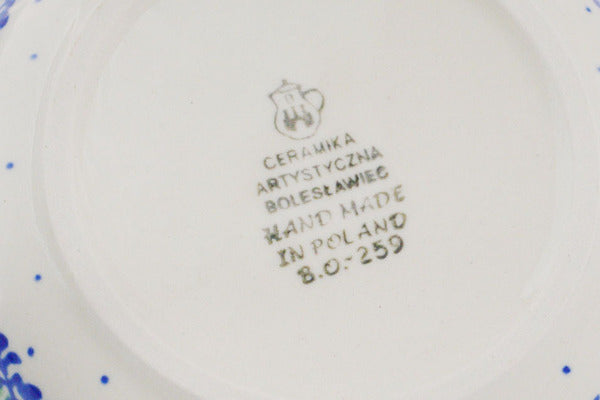 CERAMIKA
ARTYSTYCZNA
BOLESŁAWIEC
HAND MADE
IN POLAND
B.O.-259